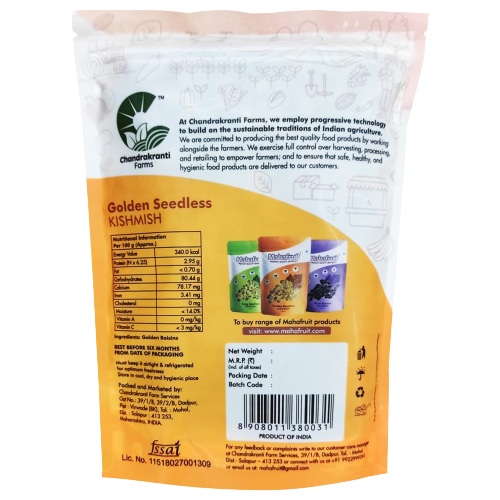 TM
Chandrakranti
Farms
At Chandrakranti Farms, we employ progressive technology
to build on the sustainable traditions of Indian agriculture.
We are committed to producing the best quality food products by working
alongside the farmers. We exercise full control over harvesting, processing,
and retailing to empower farmers; and to ensure that safe, healthy, and
hygienic food products are delivered to our customers.
Golden Seedless
KISHMISH
Nutritional Information
Per 100 g (Approx.)
Energy Value 340.0 kcal
Protein (N x 6.25) 2.95 g
Fat < 0.70 g
Carbohydrates 80.44 g
Calcium 78.17 mg
Iron 3.41 mg
Cholesterol 0 mg
Moisture < 14.0%
Vitamin A 0 mg/kg
Vitamin C < 3 mg/kg
Ingredients: Golden Raisins
BEST BEFORE SIX MONTHS
FROM DATE OF PACKAGING
Must keep it airtight & refrigerated
for optimum freshness
Store in cool, dry and hygienic place
Packed and Marketed by:
Chandrakranti Farm Services
Gat No. 39/1/B, 39/2/B, Dadpur,
Post - Virwade (BK), Tal. - Mohol,
Dist. - Solapur - 413 253,
Maharashtra, INDIA.
fssai
Lic. No. 11518027001309
Mahafruit
Mahafruit
Mahafruit
To buy range of Mahafruit products
visit: www.mahafruit.com
Net Weight :
M.R.P. (₹) :
(incl. of all taxes)
Packing Date :
Batch Code :
8 908011 380031
PRODUCT OF INDIA
For any feedback or complaints write to our customer care manager
at Chandrakranti Farm Services, 39/1/B, Dadpur, Tal. - Mohol,
Dist. - Solapur - 413 253 or connect with us at +91
or email us at: mahafruit@gmail.com